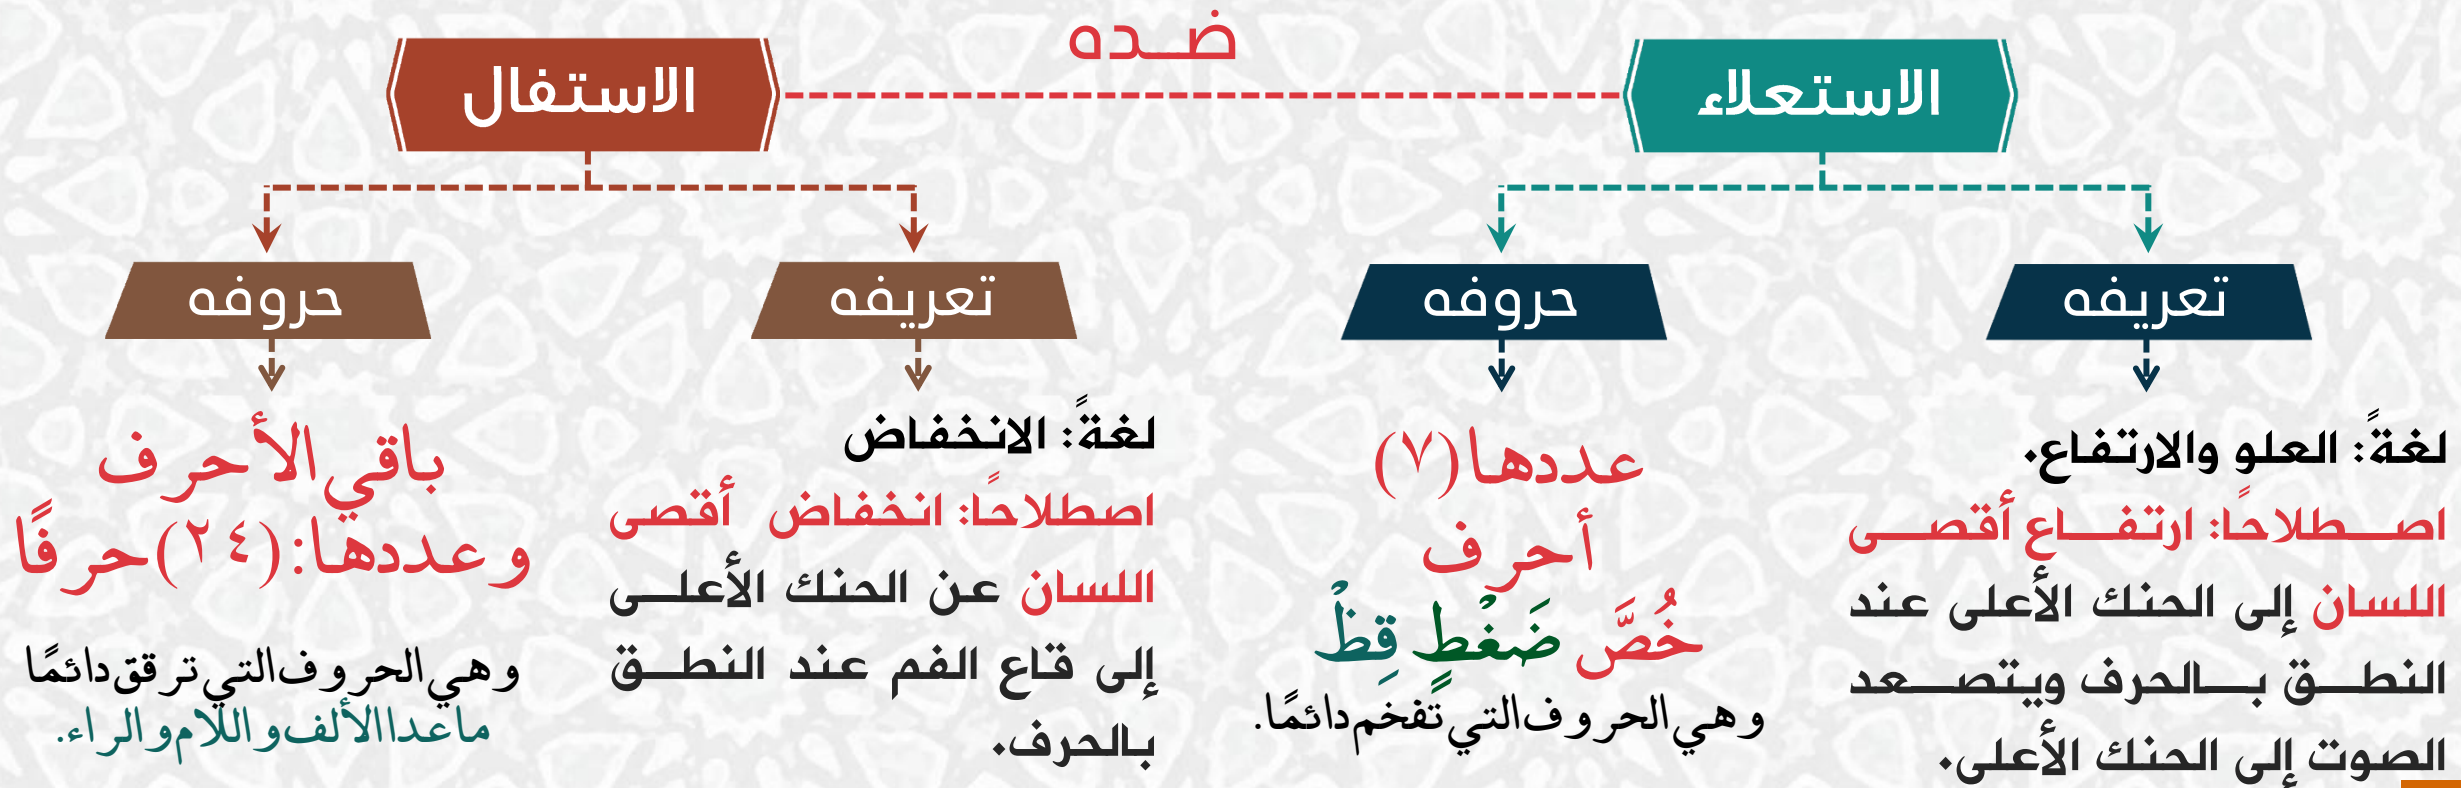 ضده
الاستعلاء
الاستفال
تعريفه
لغةً: العلو والارتفاع.
اصطلاحًا: ارتفاع أقصى
اللسان إلى الحنك الأعلى عند
النطق بالحرف ويتصعد
الصوت إلى الحنك الأعلى.
حروفه
عددها (٧)
أحرف
خُصَّ ضَغْطٍ قِظْ
وهي الحروف التي تفخم دائمًا.
تعريفه
لغةً: الانخفاض
اصطلاحًا: انخفاض أقصى
اللسان عن الحنك الأعلى
إلى قاع الفم عند النطق
بالحرف.
حروفه
باقي الأحرف
وعددها: (٢٤) حرفًا
وهي الحروف التي ترقق دائمًا
ماعدا الألف واللام والراء.